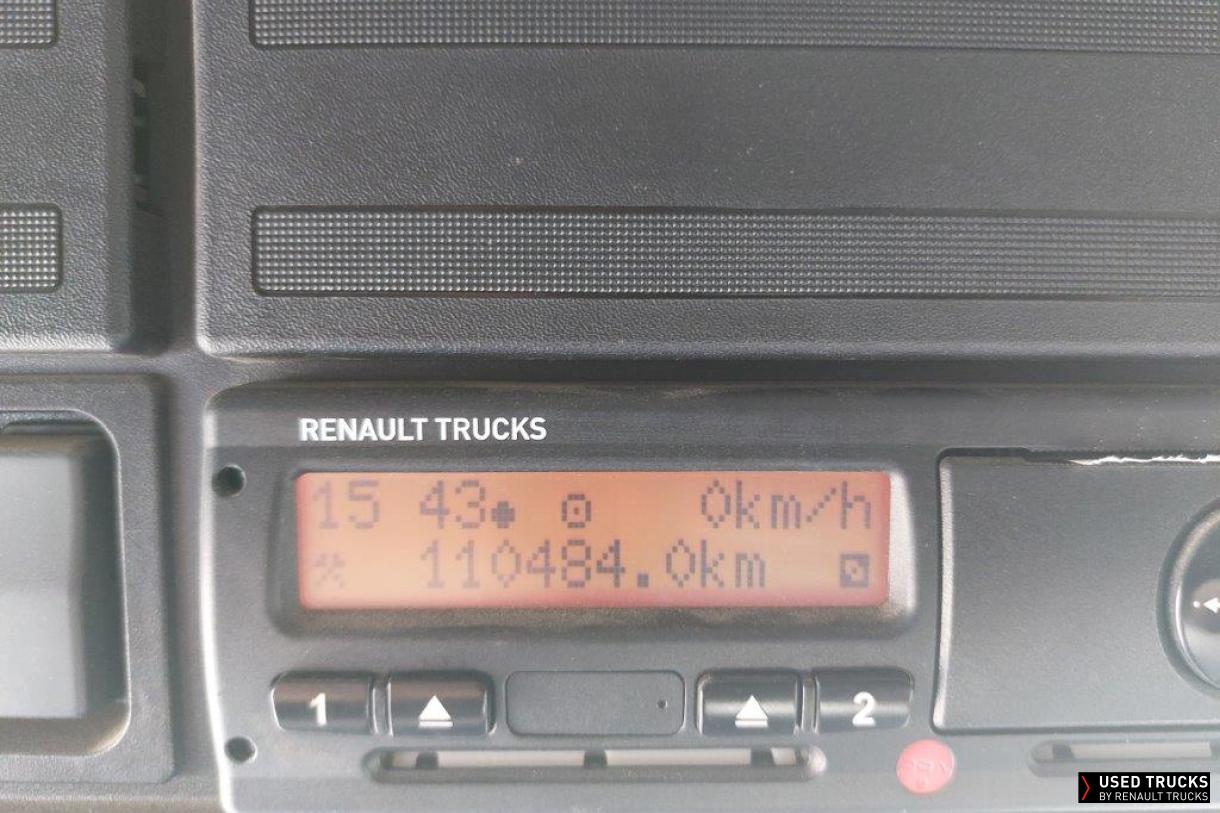 RENAULT TRUCKS
15 43 0km/h
110484.0km
1 2
USED TRUCKS
BY RENAULT TRUCKS